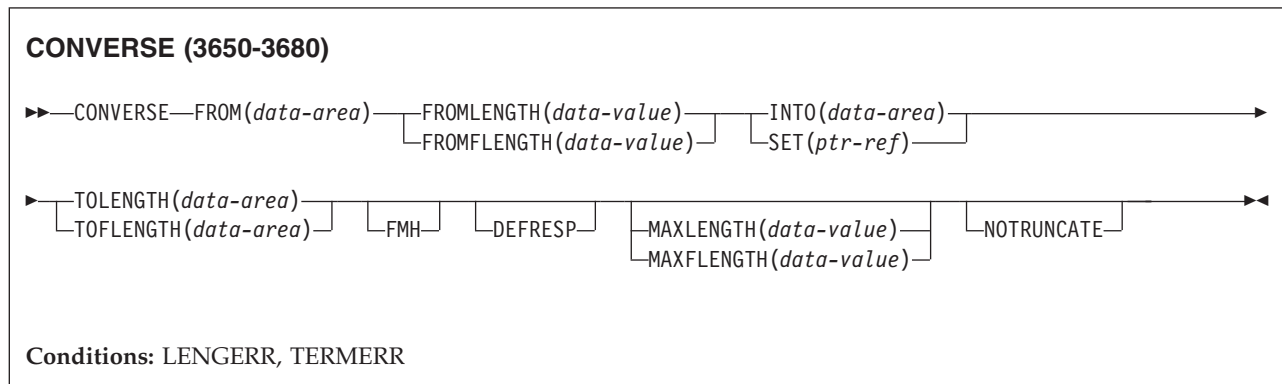 CONVERSE (3650-3680)
CONVERSE FROM(data-area) FROMLENGTH(data-value) INTO(data-area)
FROMFLENGTH(data-value) SET(ptr-ref)
TOLENGTH(data-area)
TOFLENGTH(data-area) FMH DEFRESP MAXLENGTH(data-value) NOTRUNCATE
MAXFLENGTH(data-value)
Conditions: LENGERR, TERMERR